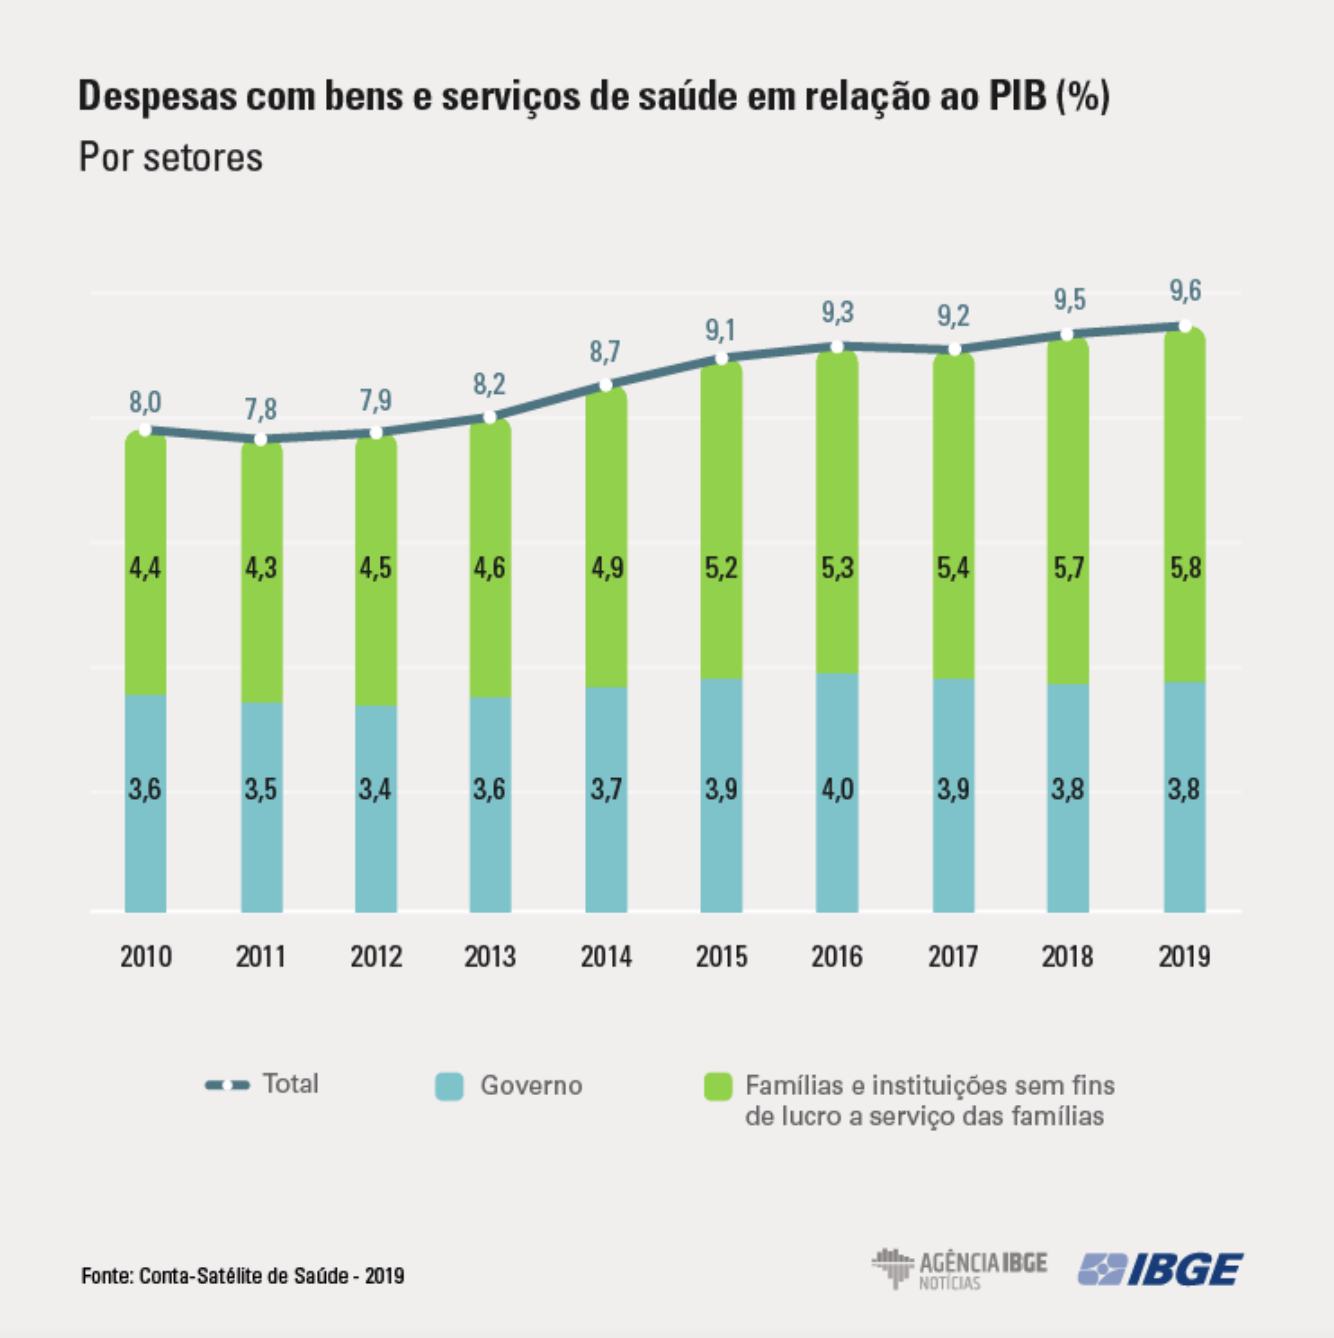 Despesas com bens e serviços de saúde em relação ao PIB (%)
Por setores
8,0 7,8 7,9 8,2 8,7 9,1 9,3 9,2 9,5 9,6
4,4 4,3 4,5 4,6 4,9 5,2 5,3 5,4 5,7 5,8
3,6 3,5 3,4 3,6 3,7 3,9 4,0 3,9 3,8 3,8
2010 2011 2012 2013 2014 2015 2016 2017 2018 2019
Total Governo Famílias e instituições sem fins
de lucro a serviço das famílias
Fonte: Conta-Satélite de Saúde - 2019
AGÊNCIA IBGE
NOTÍCIAS
IBGE